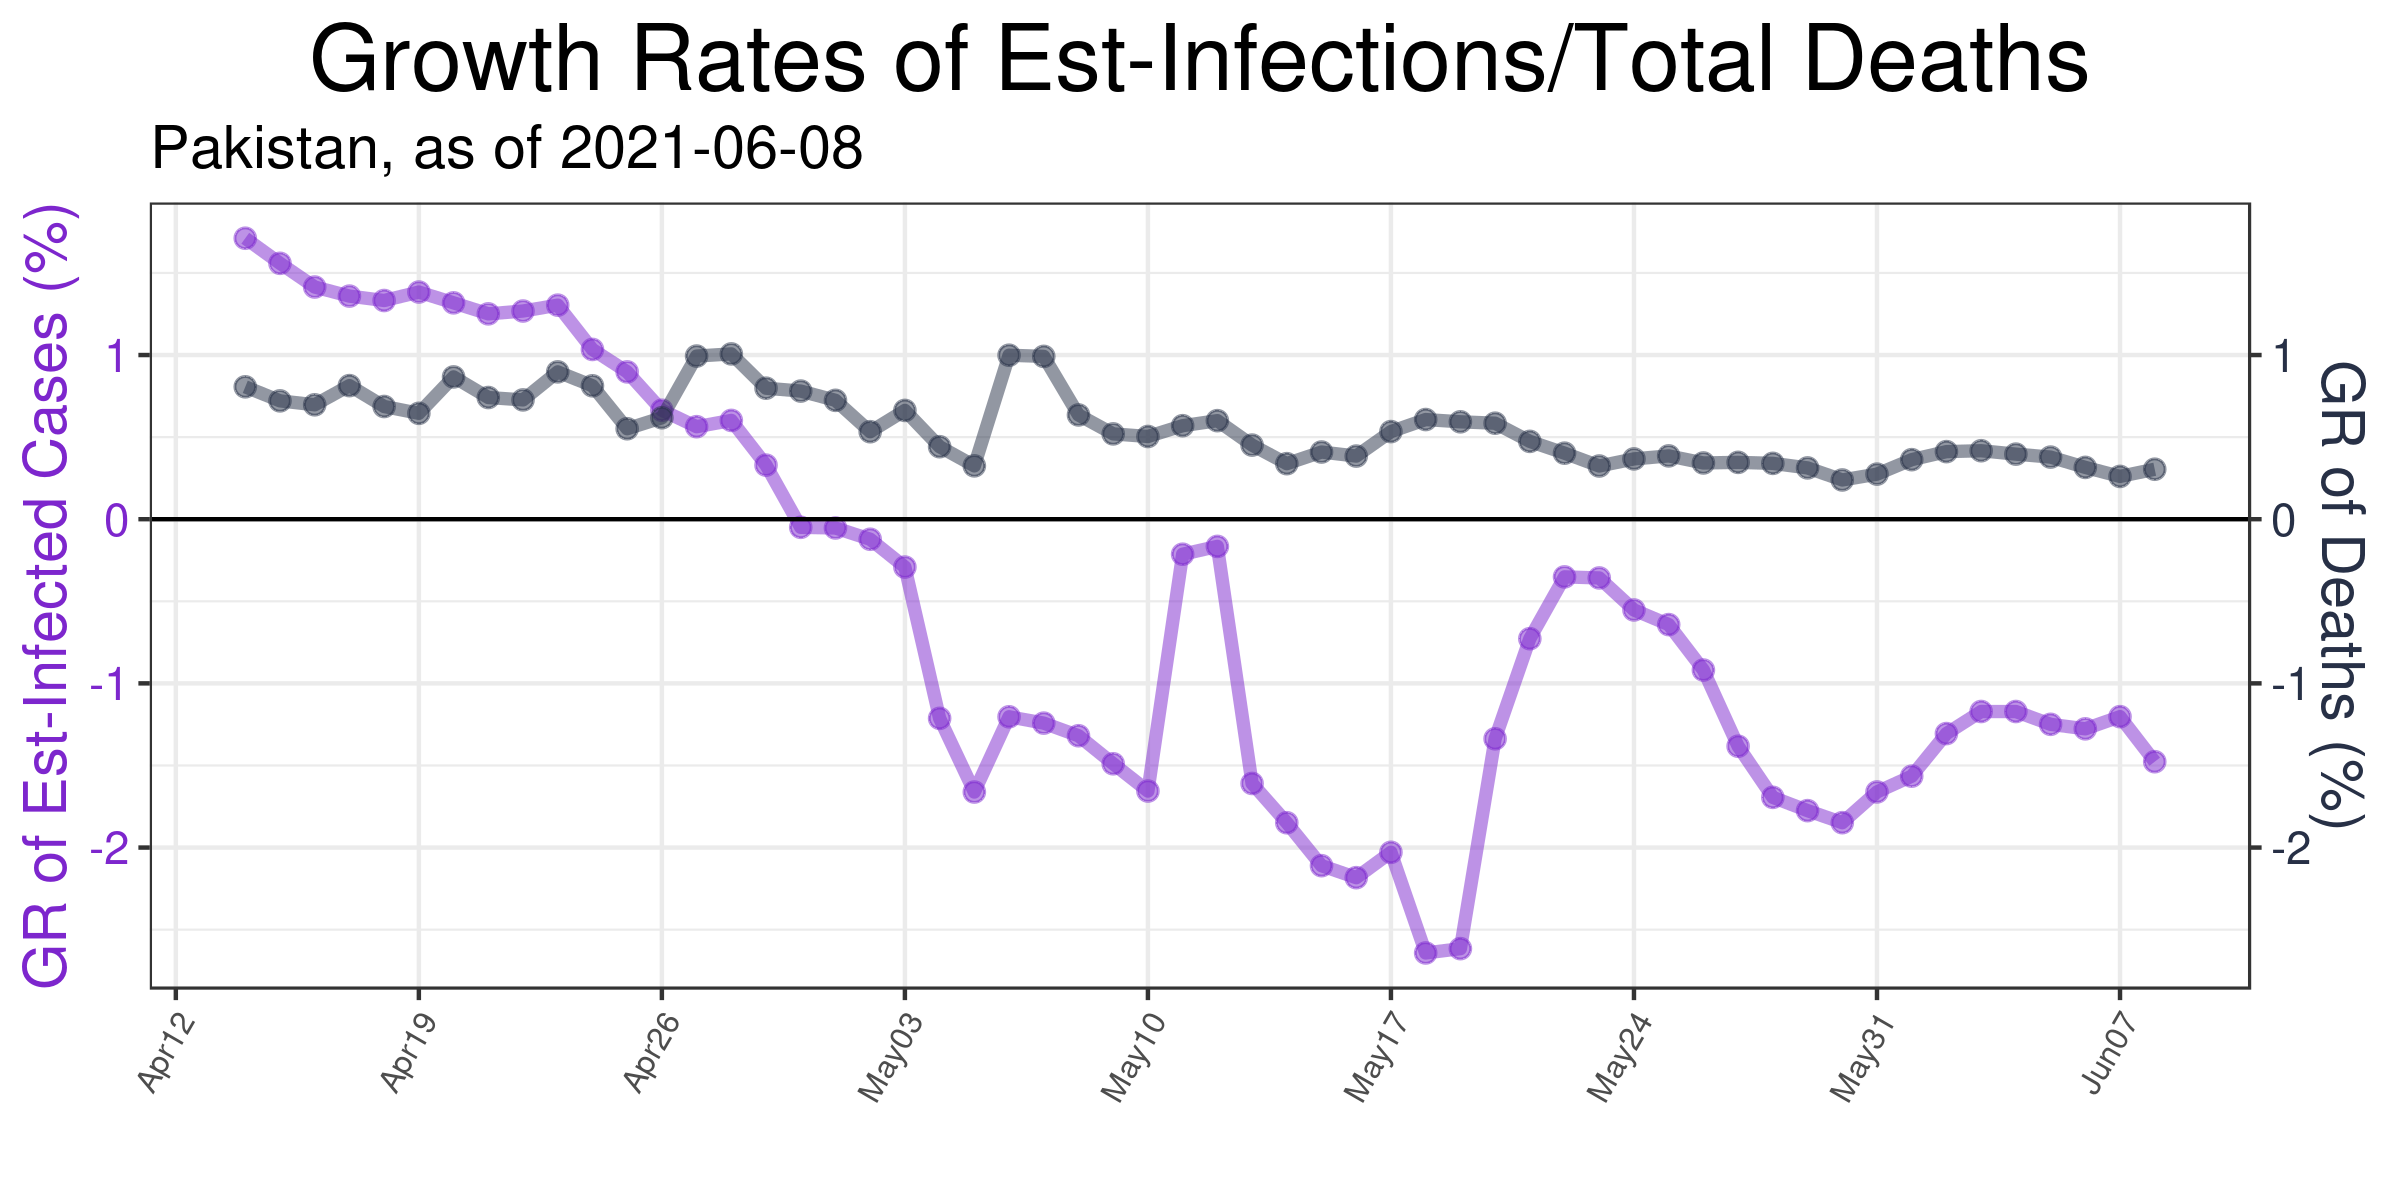 Growth Rates of Est-Infections/Total Deaths
Pakistan, as of 2021-06-08
GR of Est-Infected Cases (%)
1
0
-1
-2
1
0
-1
-2
GR of Deaths (%)
Apr12
Apr19
Apr26
May03
May10
May17
May24
May31
Jun07